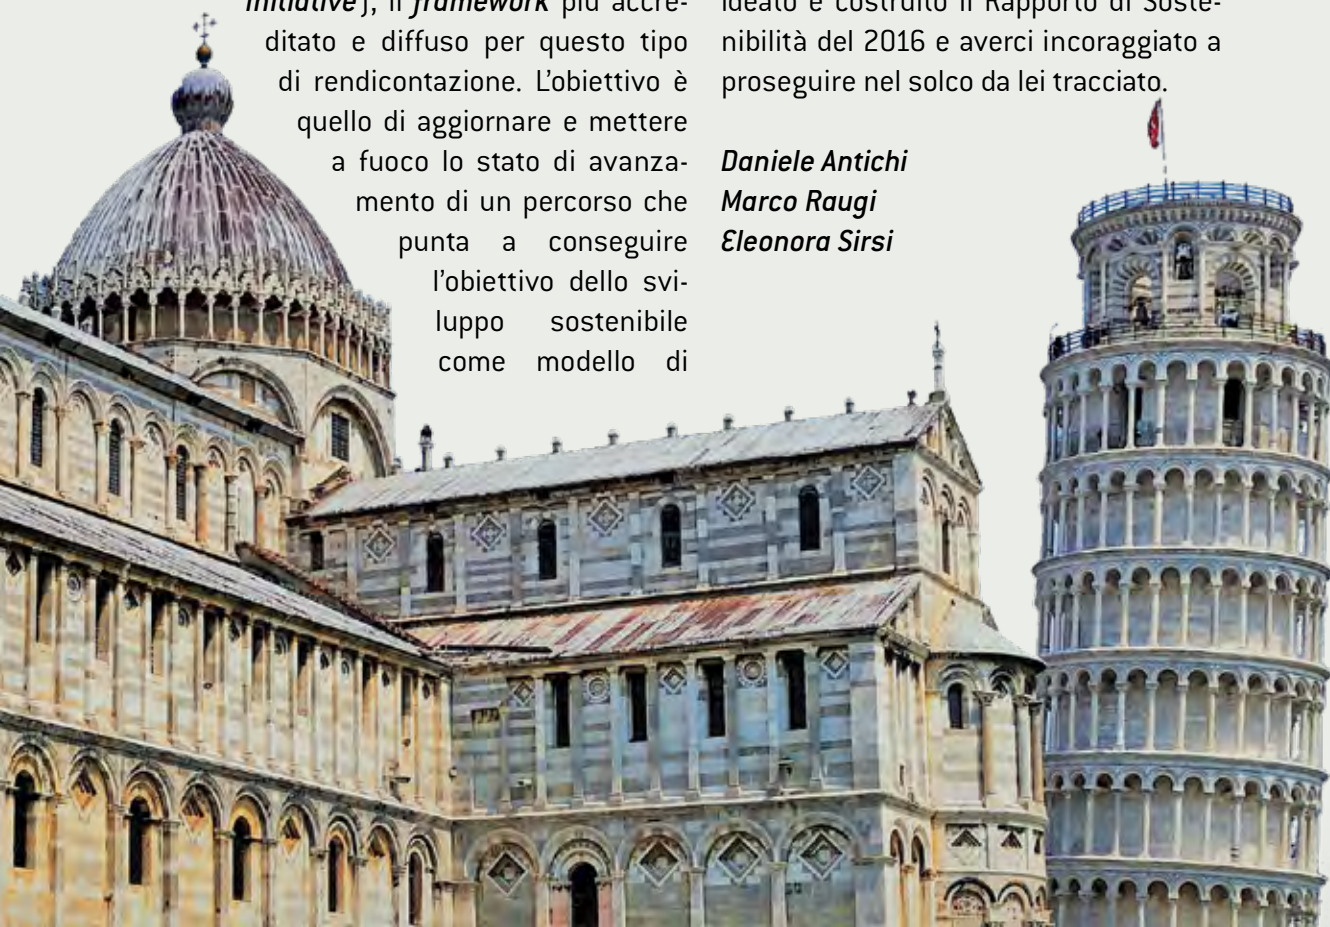 Initiative), il framework più accre-
ditato e diffuso per questo tipo
di rendicontazione. L’obiettivo è
quello di aggiornare e mettere
a fuoco lo stato di avanza-
mento di un percorso che
punta a conseguire
l’obiettivo dello svi-
luppo sostenibile
come modello di
ideato e costruito il Rapporto di Soste-
nibilità del 2016 e averci incoraggiato a
proseguire nel solco da lei tracciato.
Daniele Antichi
Marco Raugi
Eleonora Sirsi